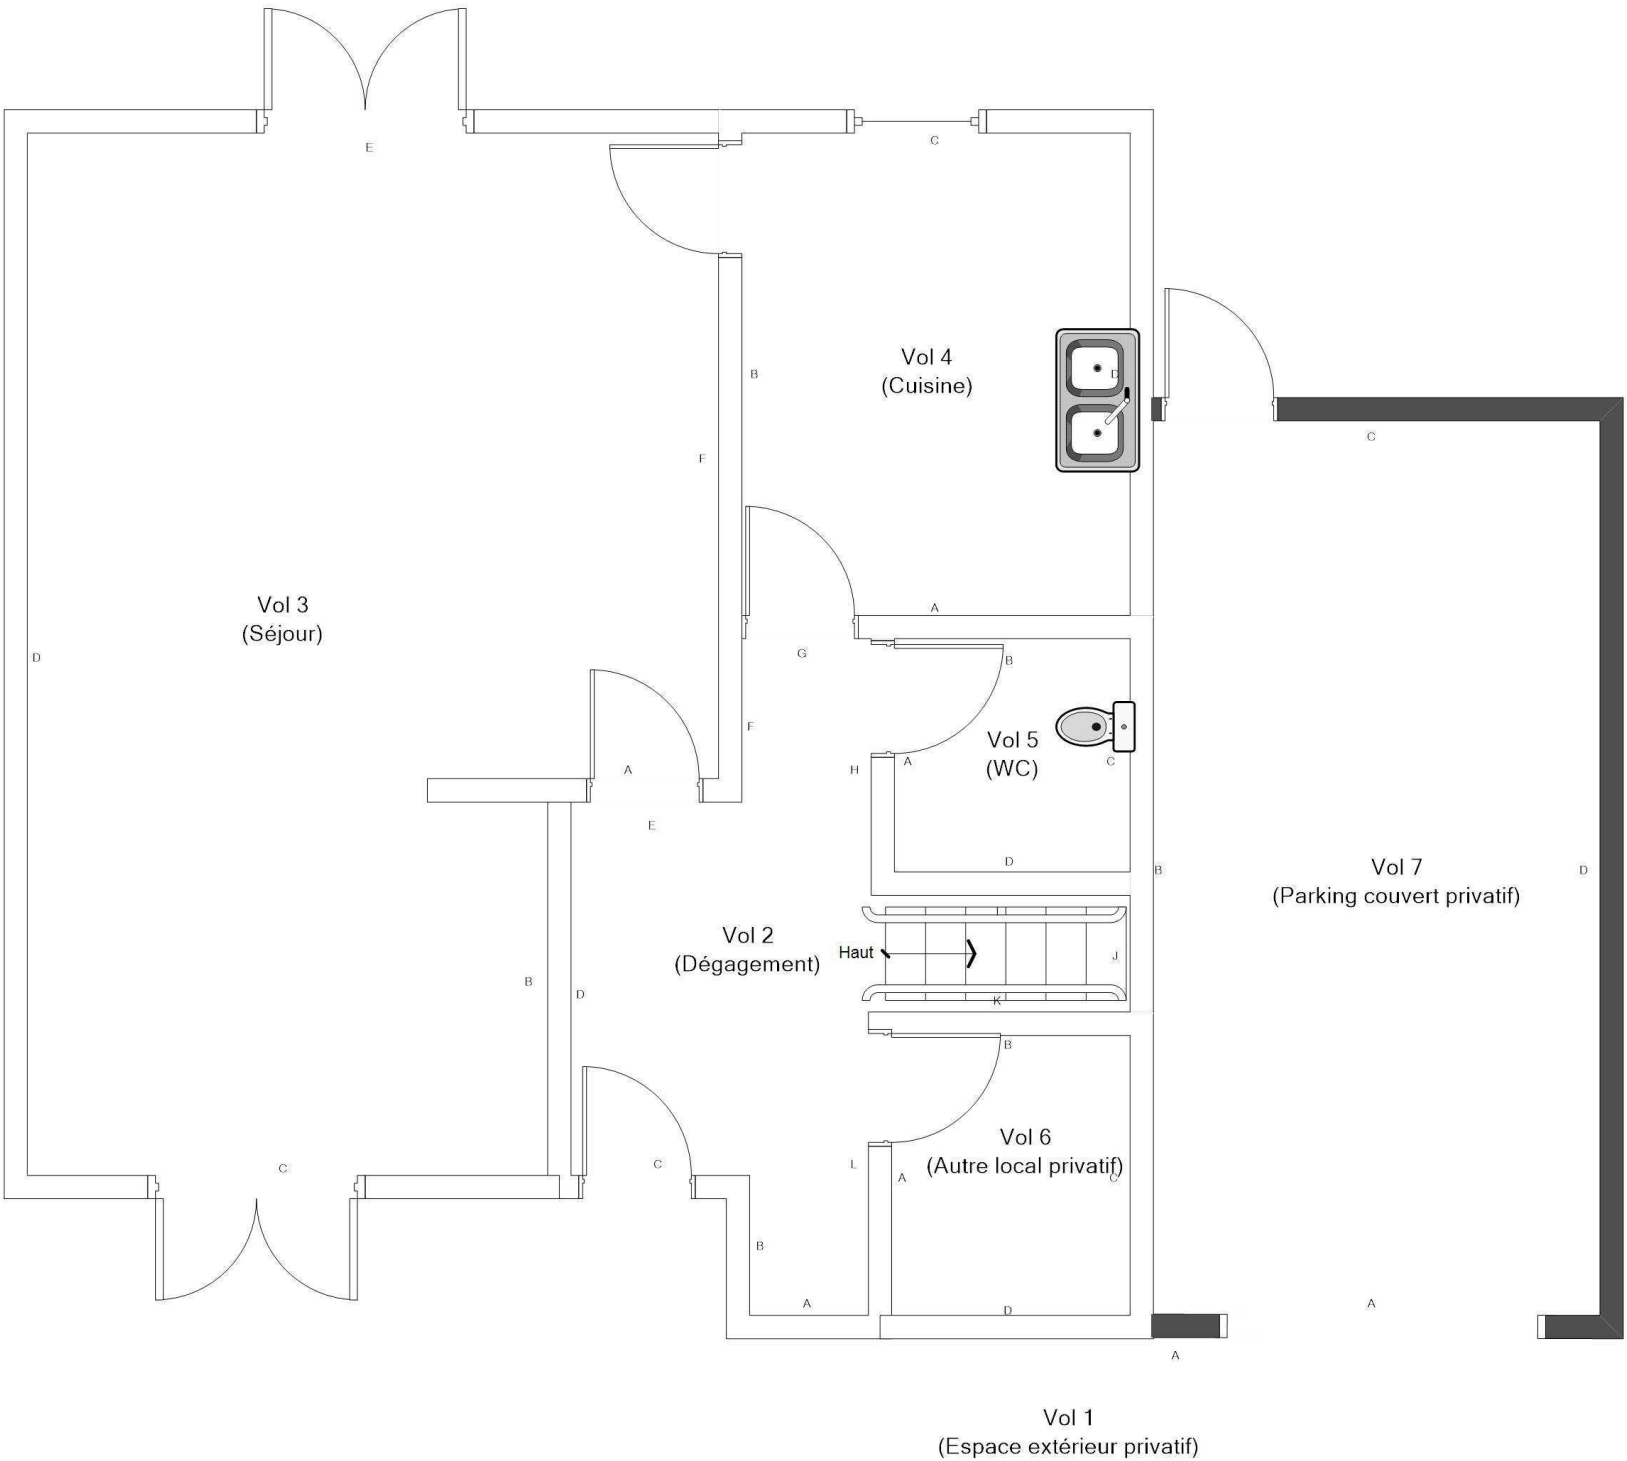 E
C
Vol 4
(Cuisine)
B
D
F
C
A
Vol 3
(Séjour)
D
G
B
F
Vol 5
(WC)
A
C
H
A
E
D
Vol 7
(Parking couvert privatif)
B
D
Vol 2
(Dégagement)
Haut
J
K
B
D
B
Vol 6
(Autre local privatif)
C
C
L
A
C
B
A
D
A
A
Vol 1
(Espace extérieur privatif)